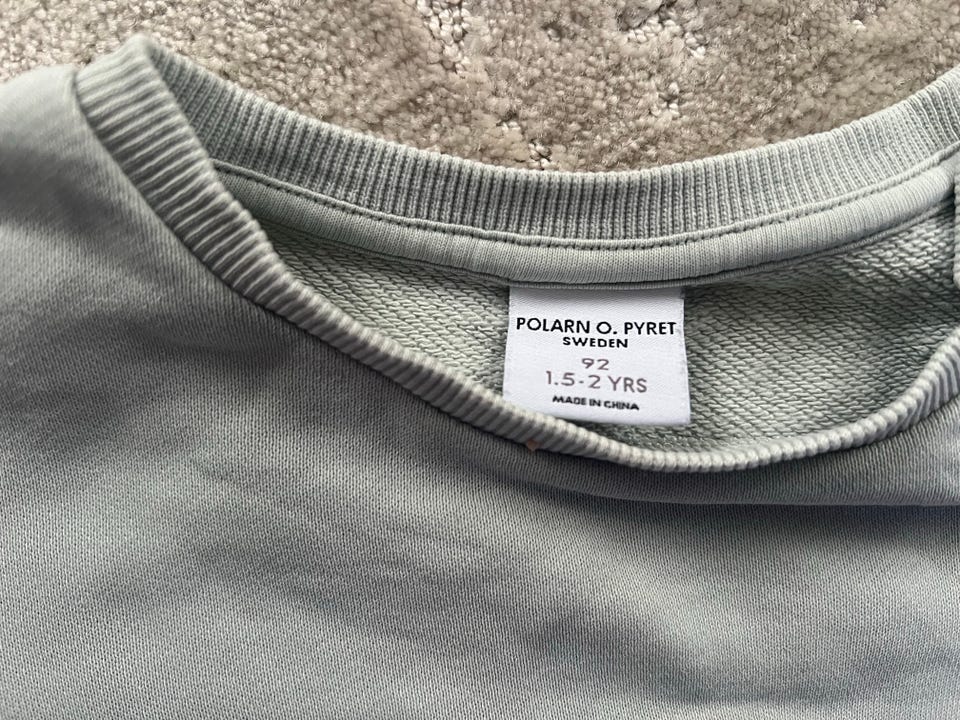 POLARN O. PYRET
SWEDEN
92
1.5-2 YRS
MADE IN CHINA